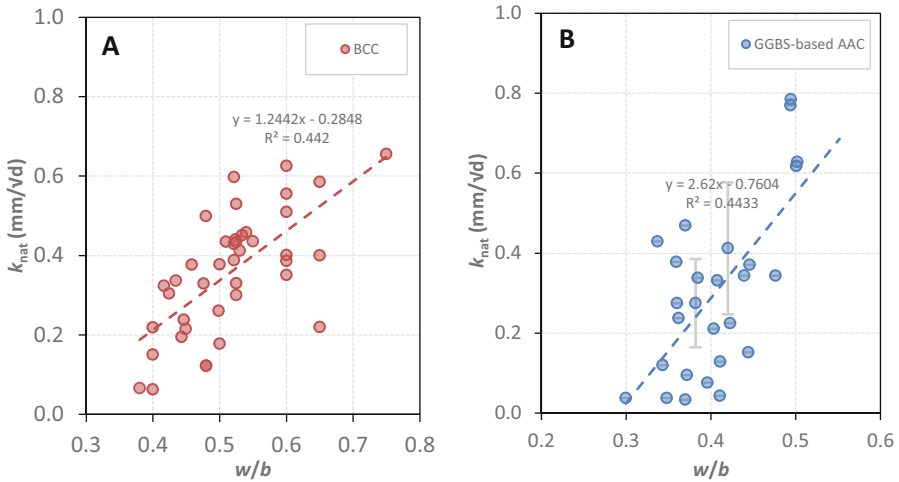 A
BCC
y = 1.2442x - 0.2848
R² = 0.442
1.0
0.8
0.6
0.4
0.2
0.0
0.3 0.4 0.5 0.6 0.7 0.8
k_nat (mm/√d)
w/b
B
GGBS-based AAC
y = 2.62x - 0.7604
R² = 0.4433
1.0
0.8
0.6
0.4
0.2
0.0
0.2 0.3 0.4 0.5 0.6
k_nat (mm/√d)
w/b